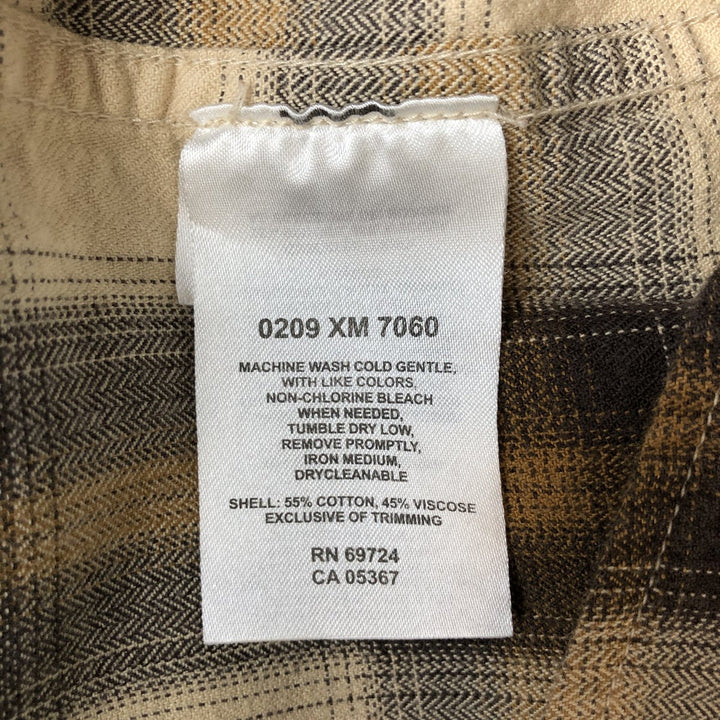 0209 XM 7060
MACHINE WASH COLD GENTLE,
WITH LIKE COLORS
NON-CHLORINE BLEACH
WHEN NEEDED,
TUMBLE DRY LOW,
REMOVE PROMPTLY,
IRON MEDIUM,
DRYCLEANABLE
SHELL: 55% COTTON, 45% VISCOSE
EXCLUSIVE OF TRIMMING
RN 69724
CA 05367